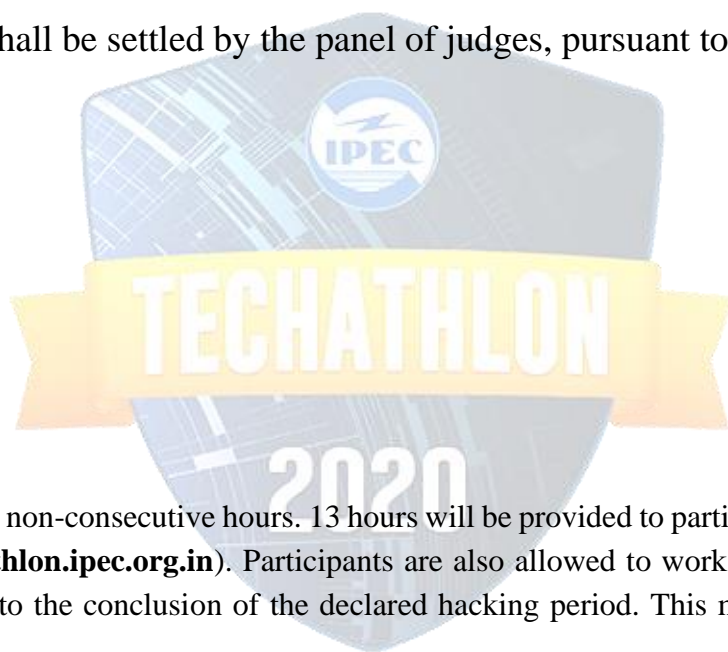 hall be settled by the panel of judges, pursuant to
IPEC
TECHATHLON
2020
non-consecutive hours. 13 hours will be provided to parti
hlon.ipec.org.in). Participants are also allowed to work
to the conclusion of the declared hacking period. This